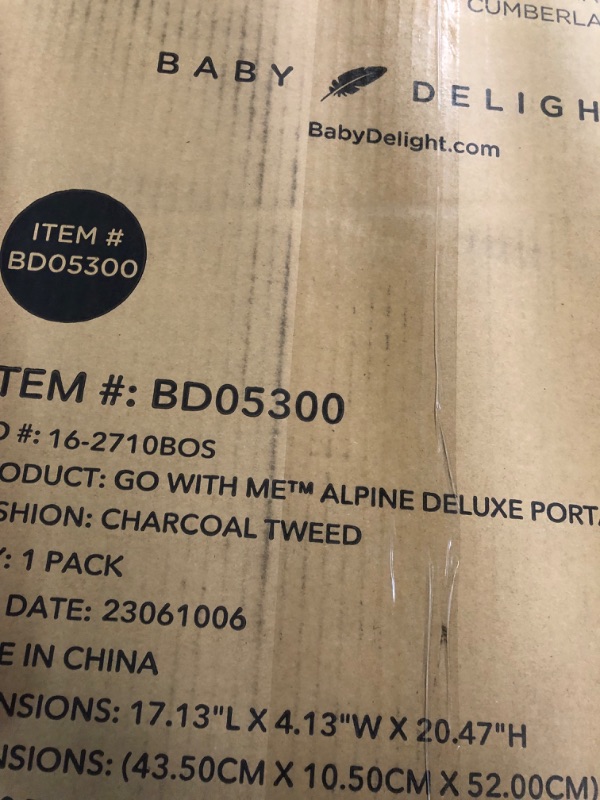 CUMBERLA
BABY DELIGH
BabyDelight.com
ITEM #
BD05300
TEM #: BD05300
O #: 16-2710BOS
ODUCT: GO WITH ME™ ALPINE DELUXE PORTA
SHION: CHARCOAL TWEED
Y: 1 PACK
DATE: 23061006
E IN CHINA
NSIONS: 17.13"L X 4.13"W X 20.47"H
NSIONS: (43.50CM X 10.50CM X 52.00CM)